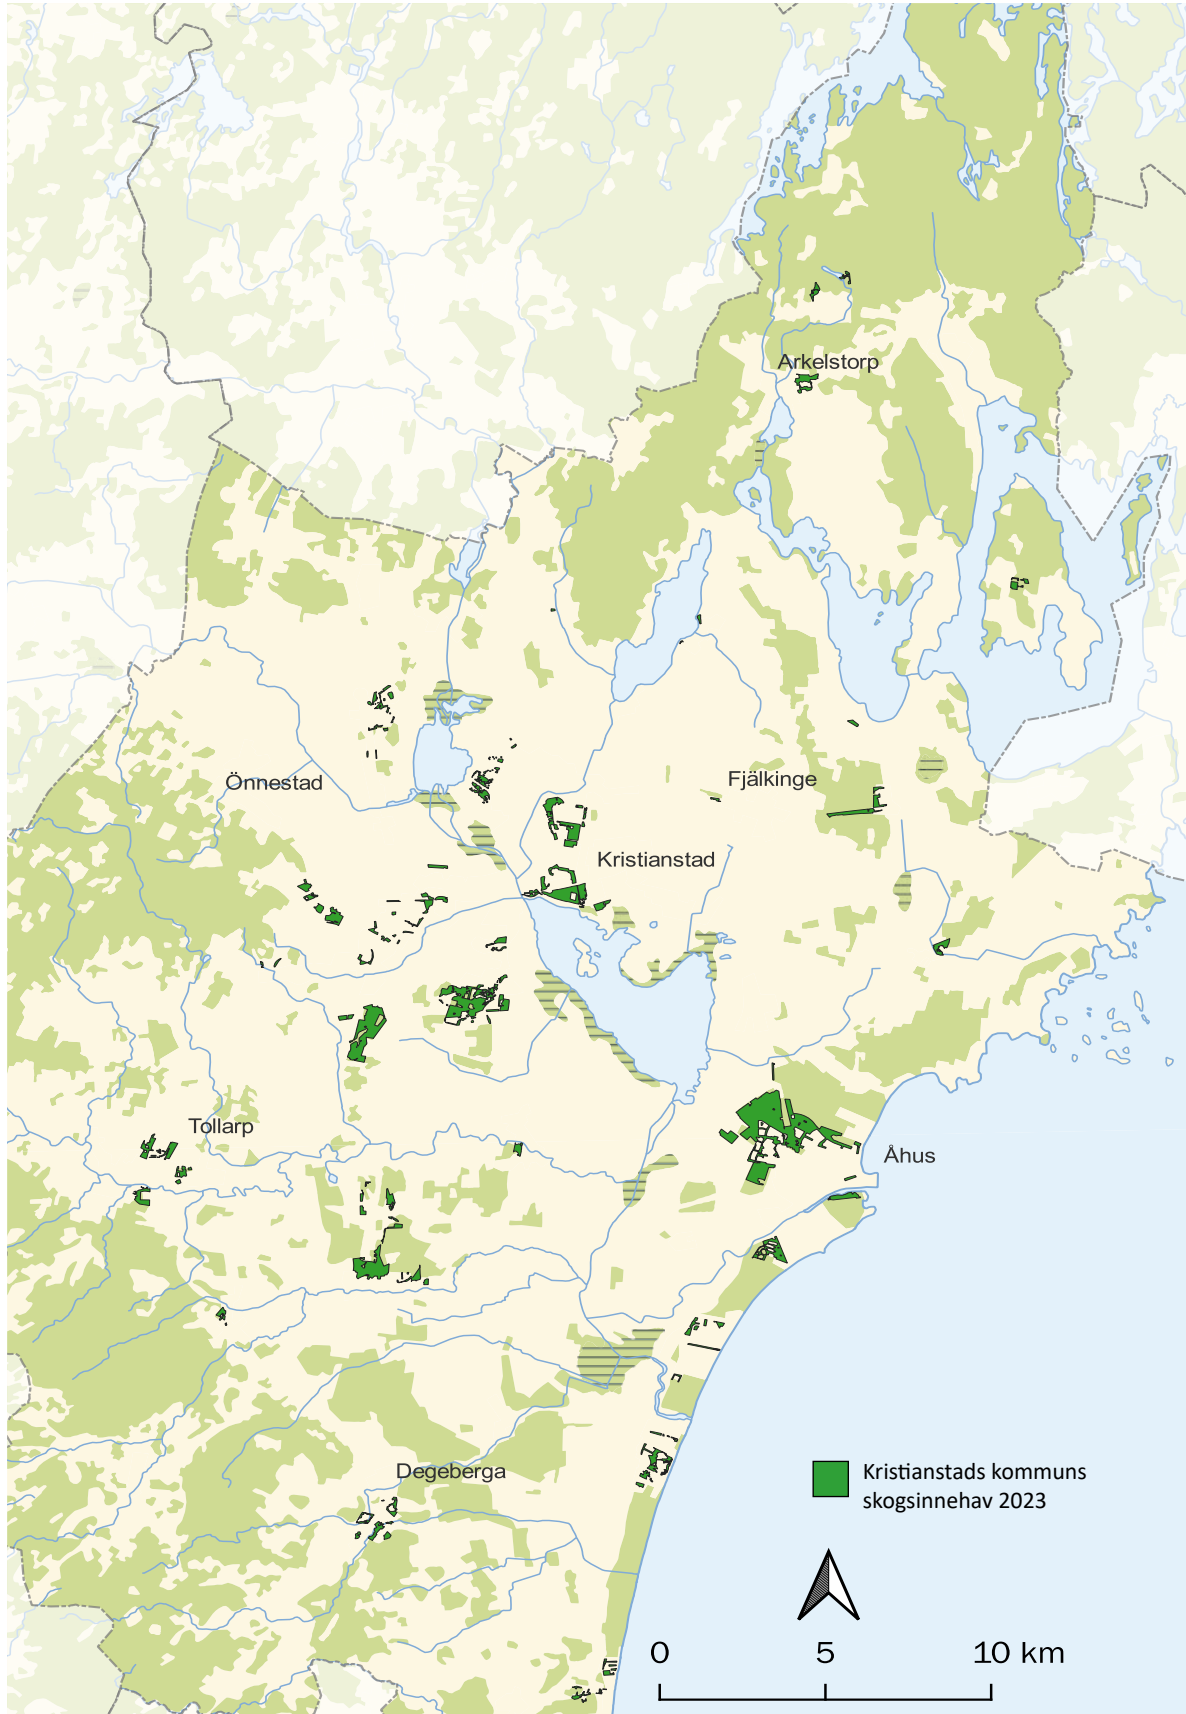 Arkelstorp
Önnestad
Fjälkinge
Kristianstad
Tollarp
Åhus
Degeberga
Kristianstads kommuns
skogsinnehav 2023
0 5 10 km